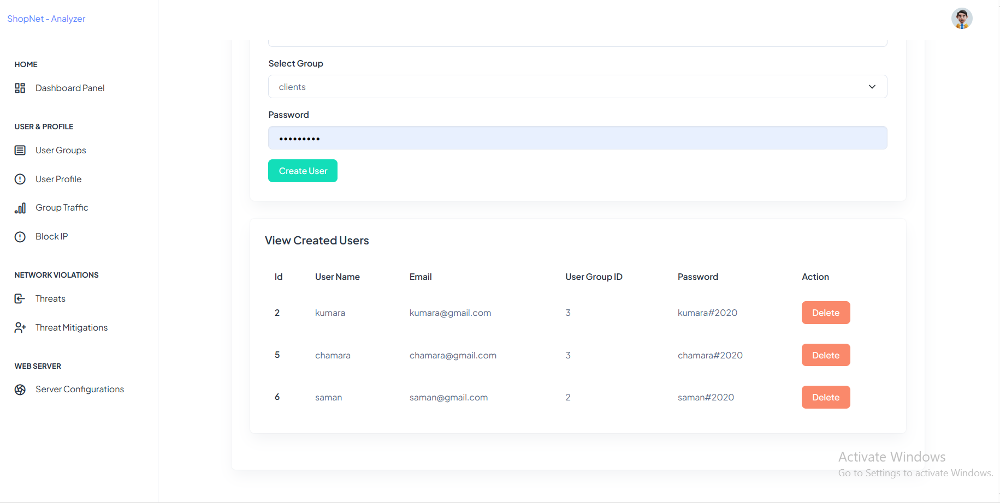 ShopNet - Analyzer
HOME
Dashboard Panel
USER & PROFILE
User Groups
User Profile
Group Traffic
Block IP
NETWORK VIOLATIONS
Threats
Threat Mitigations
WEB SERVER
Server Configurations
Select Group
clients
Password
•••••••••
Create User
View Created Users
Id User Name Email User Group ID Password Action
2 kumara kumara@gmail.com 3 kumara#2020 Delete
5 chamara chamara@gmail.com 3 chamara#2020 Delete
6 saman saman@gmail.com 2 saman#2020 Delete
Activate Windows
Go to Settings to activate Windows.